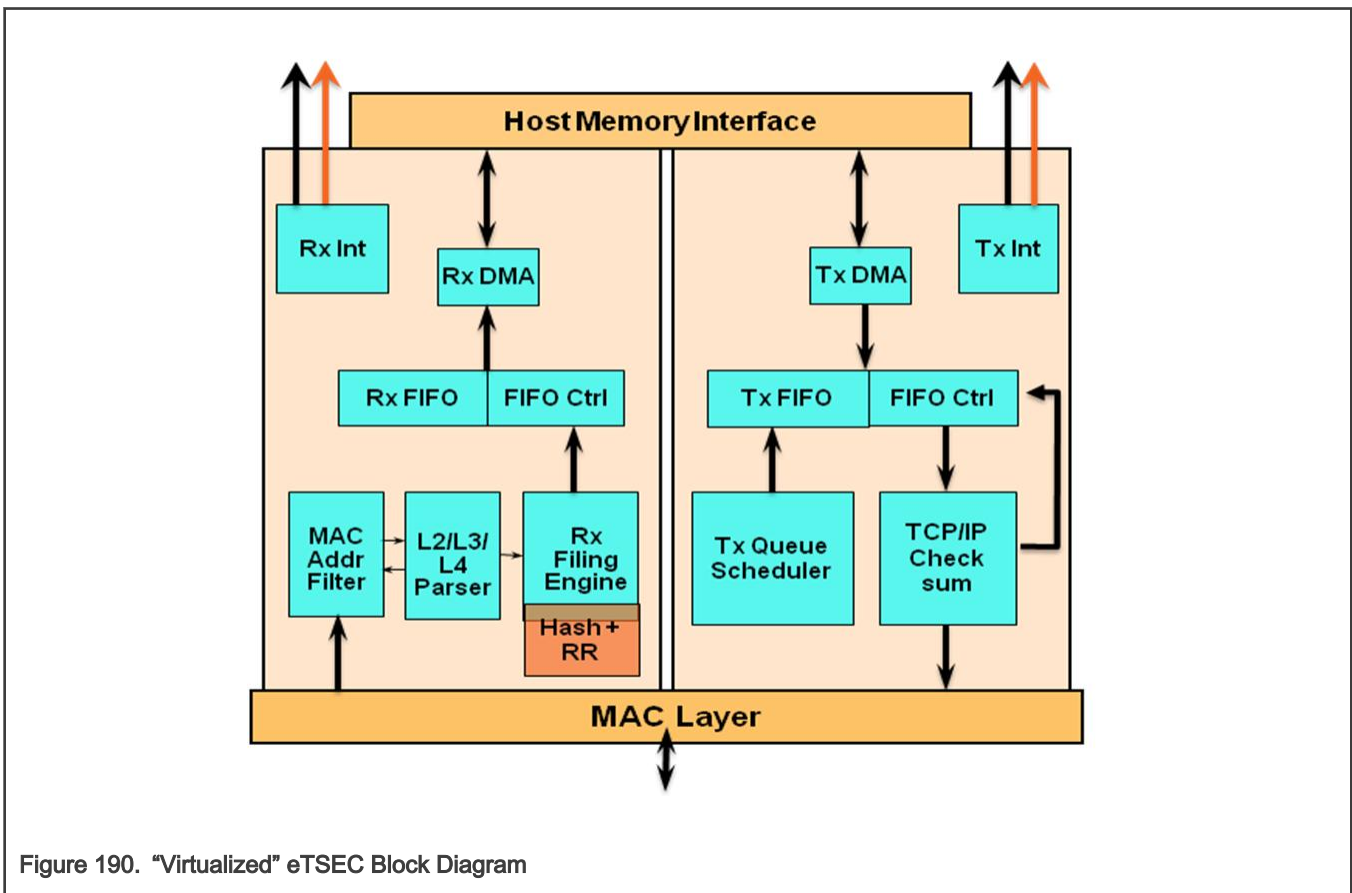 Host Memory Interface
Rx Int
Rx DMA
Tx DMA
Tx Int
Rx FIFO
FIFO Ctrl
Tx FIFO
FIFO Ctrl
MAC
Addr
Filter
L2/L3/
L4
Parser
Rx
Filing
Engine
Hash +
RR
Tx Queue
Scheduler
TCP/IP
Check
sum
MAC Layer
Figure 190. “Virtualized” eTSEC Block Diagram